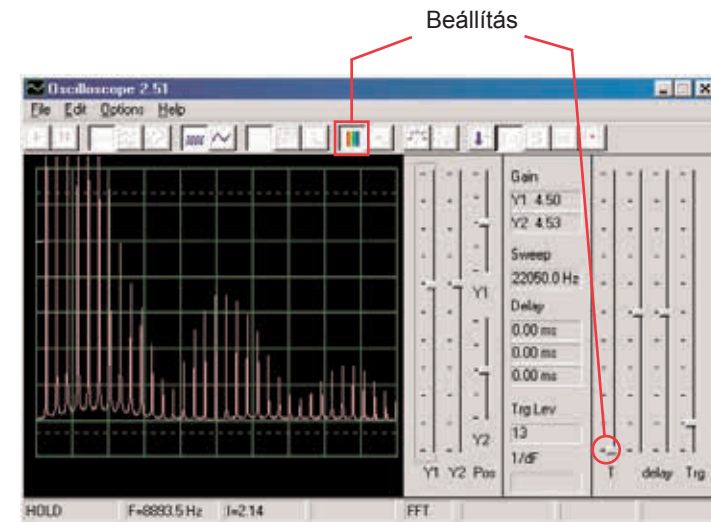 Beállítás
Oscilloscope 2.51
File Edit Options Help
Gain
Y1 4.50
Y2 4.53
Sweep
22050.0 Hz
Delay
0.00 ms
0.00 ms
0.00 ms
Trg Lev
13
1/dF
Y1
Y2
Y1 Y2 Pos
T delay Trg
HOLD F=8893.5 Hz I=2.14 FFT